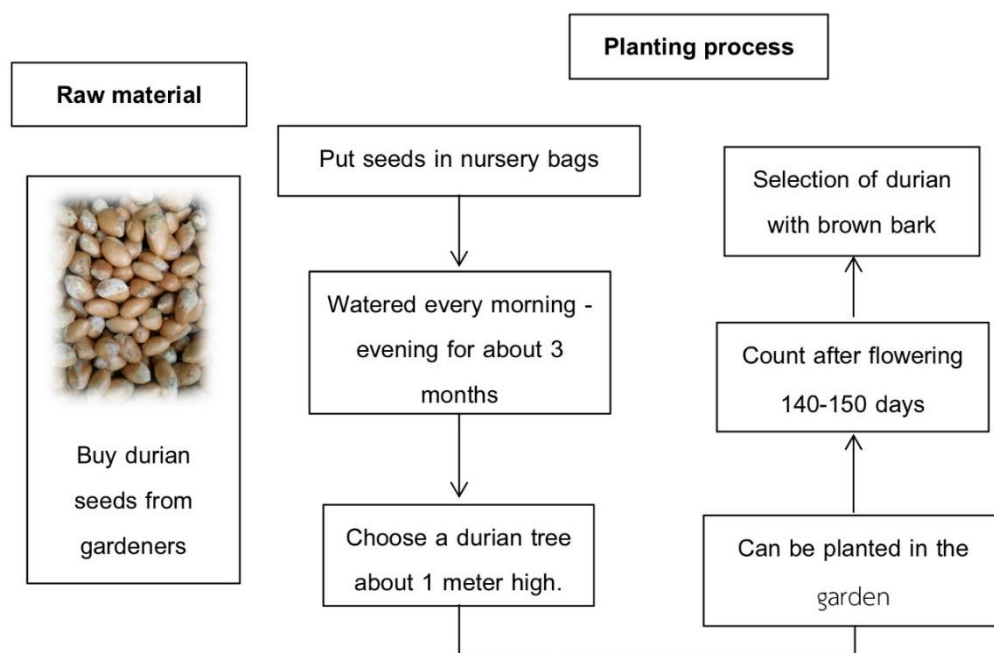 Planting process
Raw material
Buy durian
seeds from
gardeners
Put seeds in nursery bags
Watered every morning -
evening for about 3
months
Choose a durian tree
about 1 meter high.
Can be planted in the
garden
Count after flowering
140-150 days
Selection of durian
with brown bark